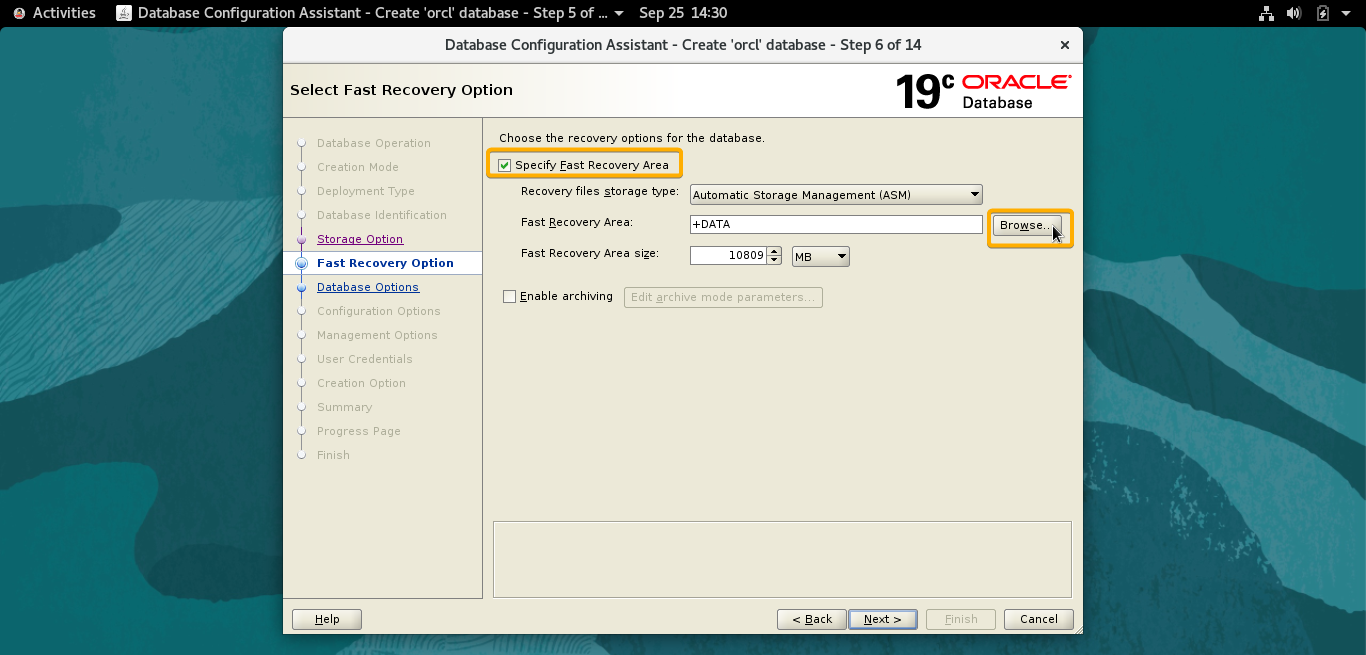 Activities Database Configuration Assistant - Create 'orcl' database - Step 5 of ... Sep 25 14:30
Database Configuration Assistant - Create 'orcl' database - Step 6 of 14
Select Fast Recovery Option
19c ORACLE
Database
Database Operation
Creation Mode
Deployment Type
Database Identification
Storage Option
Fast Recovery Option
Database Options
Configuration Options
Management Options
User Credentials
Creation Option
Summary
Progress Page
Finish
Choose the recovery options for the database.
Specify Fast Recovery Area
Recovery files storage type: Automatic Storage Management (ASM)
Fast Recovery Area: +DATA Browse...
Fast Recovery Area size: 10809 MB
Enable archiving Edit archive mode parameters...
Help < Back Next > Finish Cancel